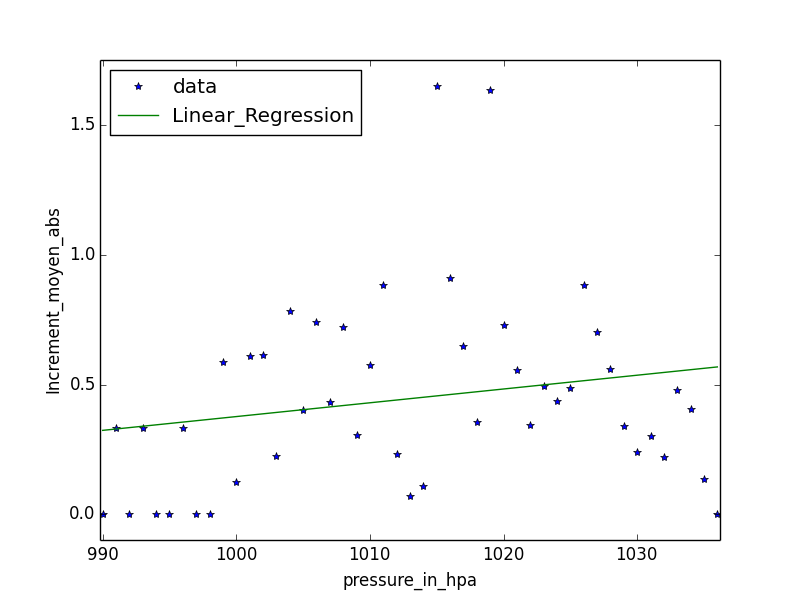 data
Linear_Regression
1.5
1.0
0.5
0.0
Increment_moyen_abs
990 1000 1010 1020 1030
pressure_in_hpa